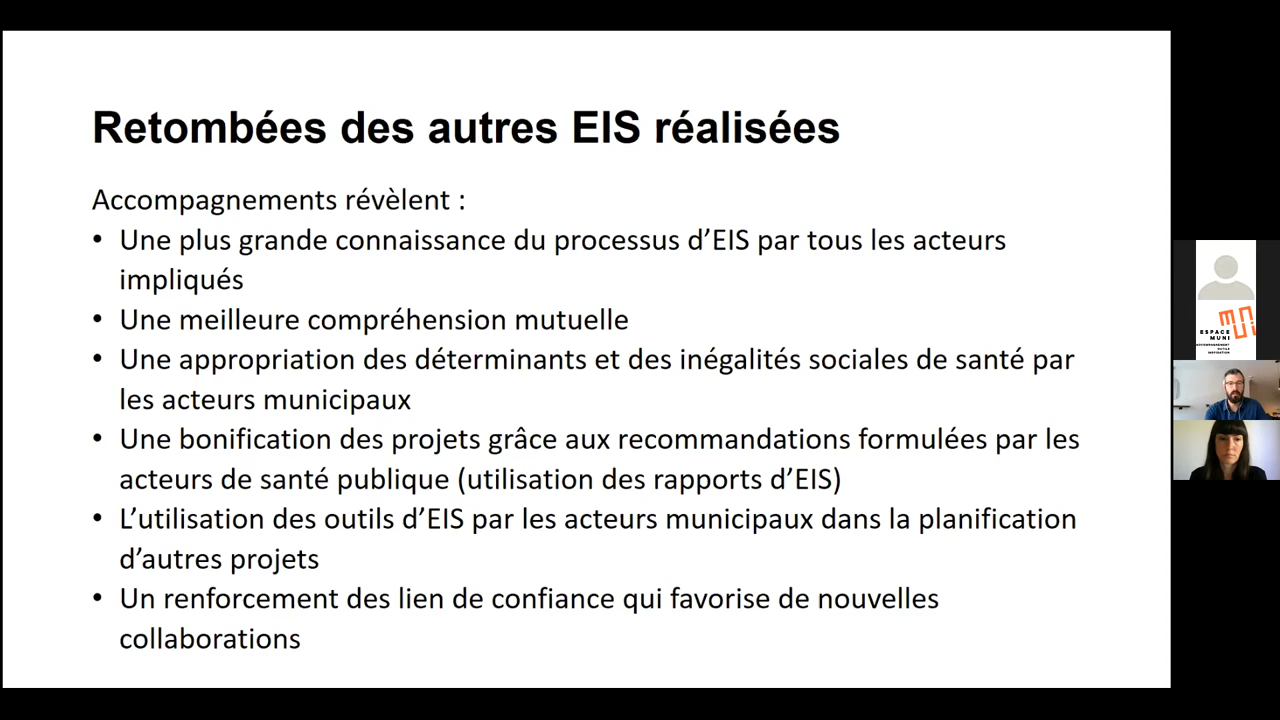 Retombées des autres EIS réalisées
Accompagnements révèlent :
• Une plus grande connaissance du processus d’EIS par tous les acteurs
impliqués
• Une meilleure compréhension mutuelle
• Une appropriation des déterminants et des inégalités sociales de santé par
les acteurs municipaux
• Une bonification des projets grâce aux recommandations formulées par les
acteurs de santé publique (utilisation des rapports d’EIS)
• L’utilisation des outils d’EIS par les acteurs municipaux dans la planification
d’autres projets
• Un renforcement des lien de confiance qui favorise de nouvelles
collaborations
MUNI
ESPACE
MUNI
ACCOMPAGNEMENT
OUTILS
INSPIRATION